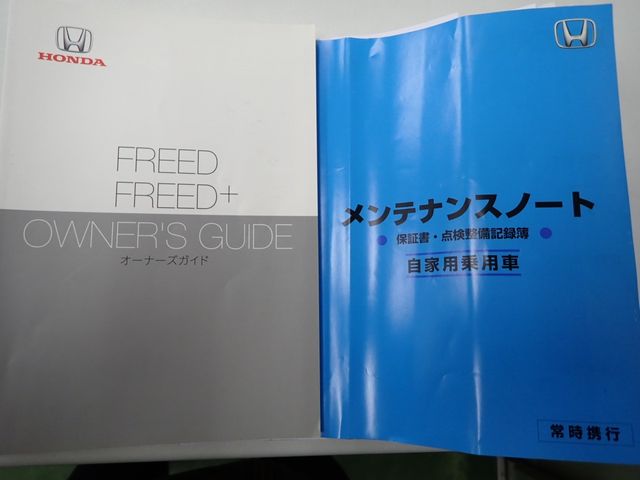 HONDA
FREED
FREED+
OWNER'S GUIDE
オーナーズガイド
メンテナンスノート
保証書・点検整備記録簿
自家用乗用車
常時携行